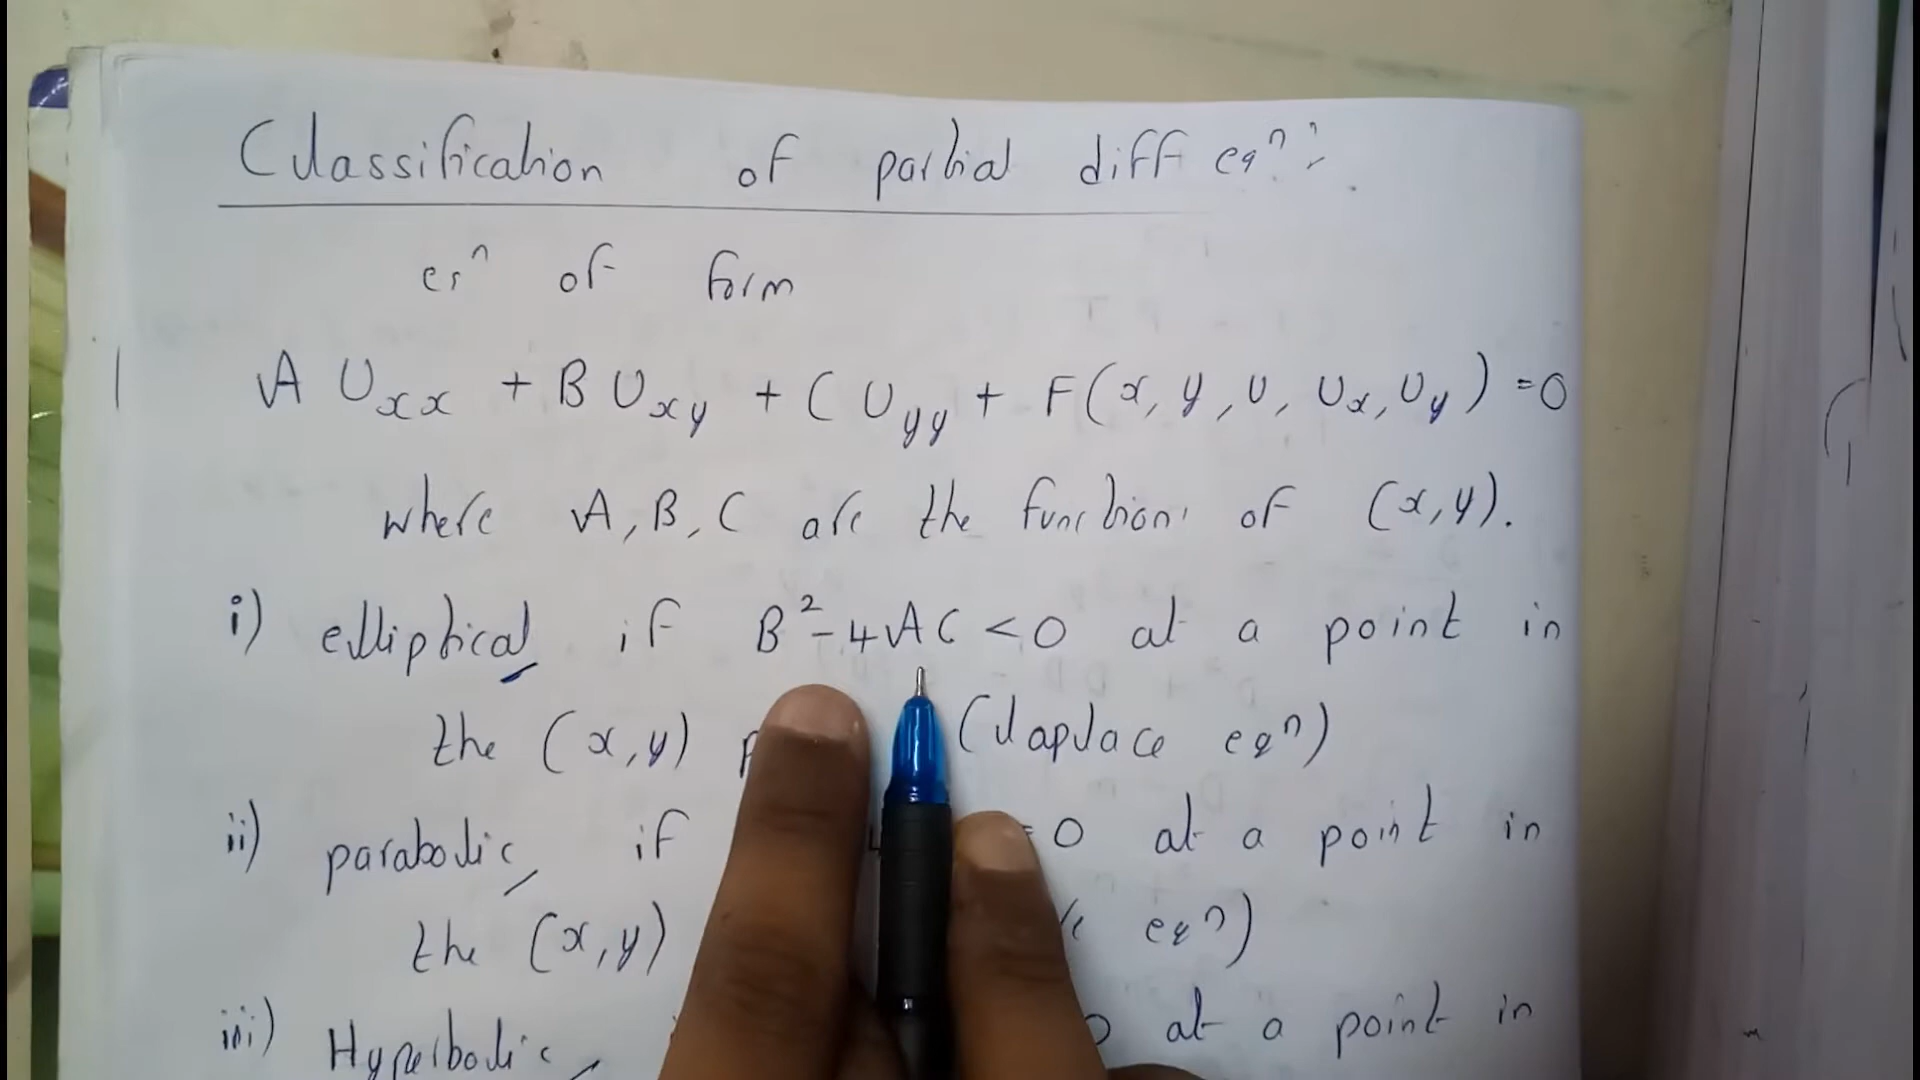 Classification of partial diff eqⁿ :-
eqⁿ of form
A Uxx + B Uxy + C Uyy + F(x, y, U, Ux, Uy) = 0
where A, B, C are the functions of (x, y).
i) elliptical if B² - 4AC < 0 at a point in
the (x, y) (Laplace eqⁿ)
ii) parabolic, if = 0 at a point in
the (x, y) eqⁿ)
iii) Hyperbolic, at a point in